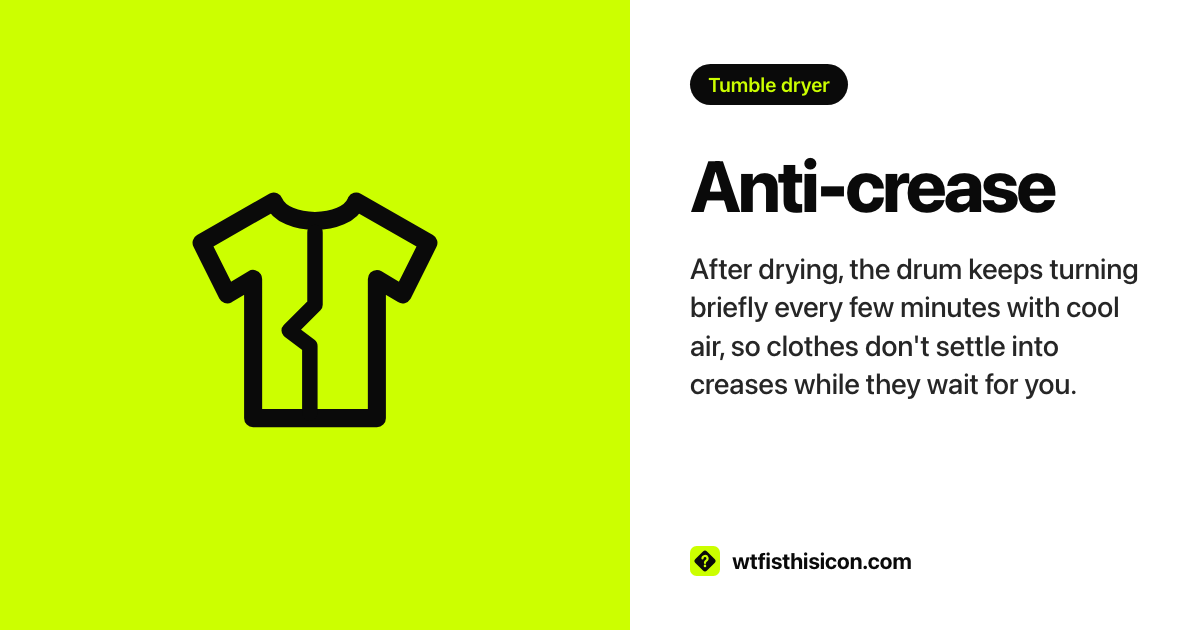 Tumble dryer
Anti-crease
After drying, the drum keeps turning
briefly every few minutes with cool
air, so clothes don't settle into
creases while they wait for you.
?
wtfisthisicon.com